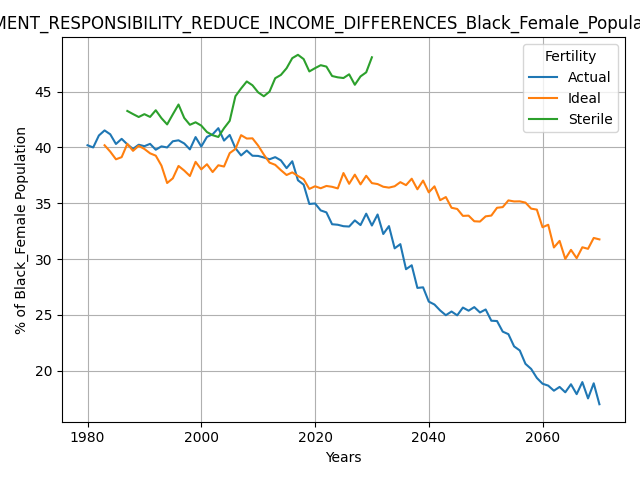 MENT_RESPONSIBILITY_REDUCE_INCOME_DIFFERENCES_Black_Female_Popula
Fertility
Actual
Ideal
Sterile
% of Black_Female Population
45
40
35
30
25
20
1980
2000
2020
2040
2060
Years